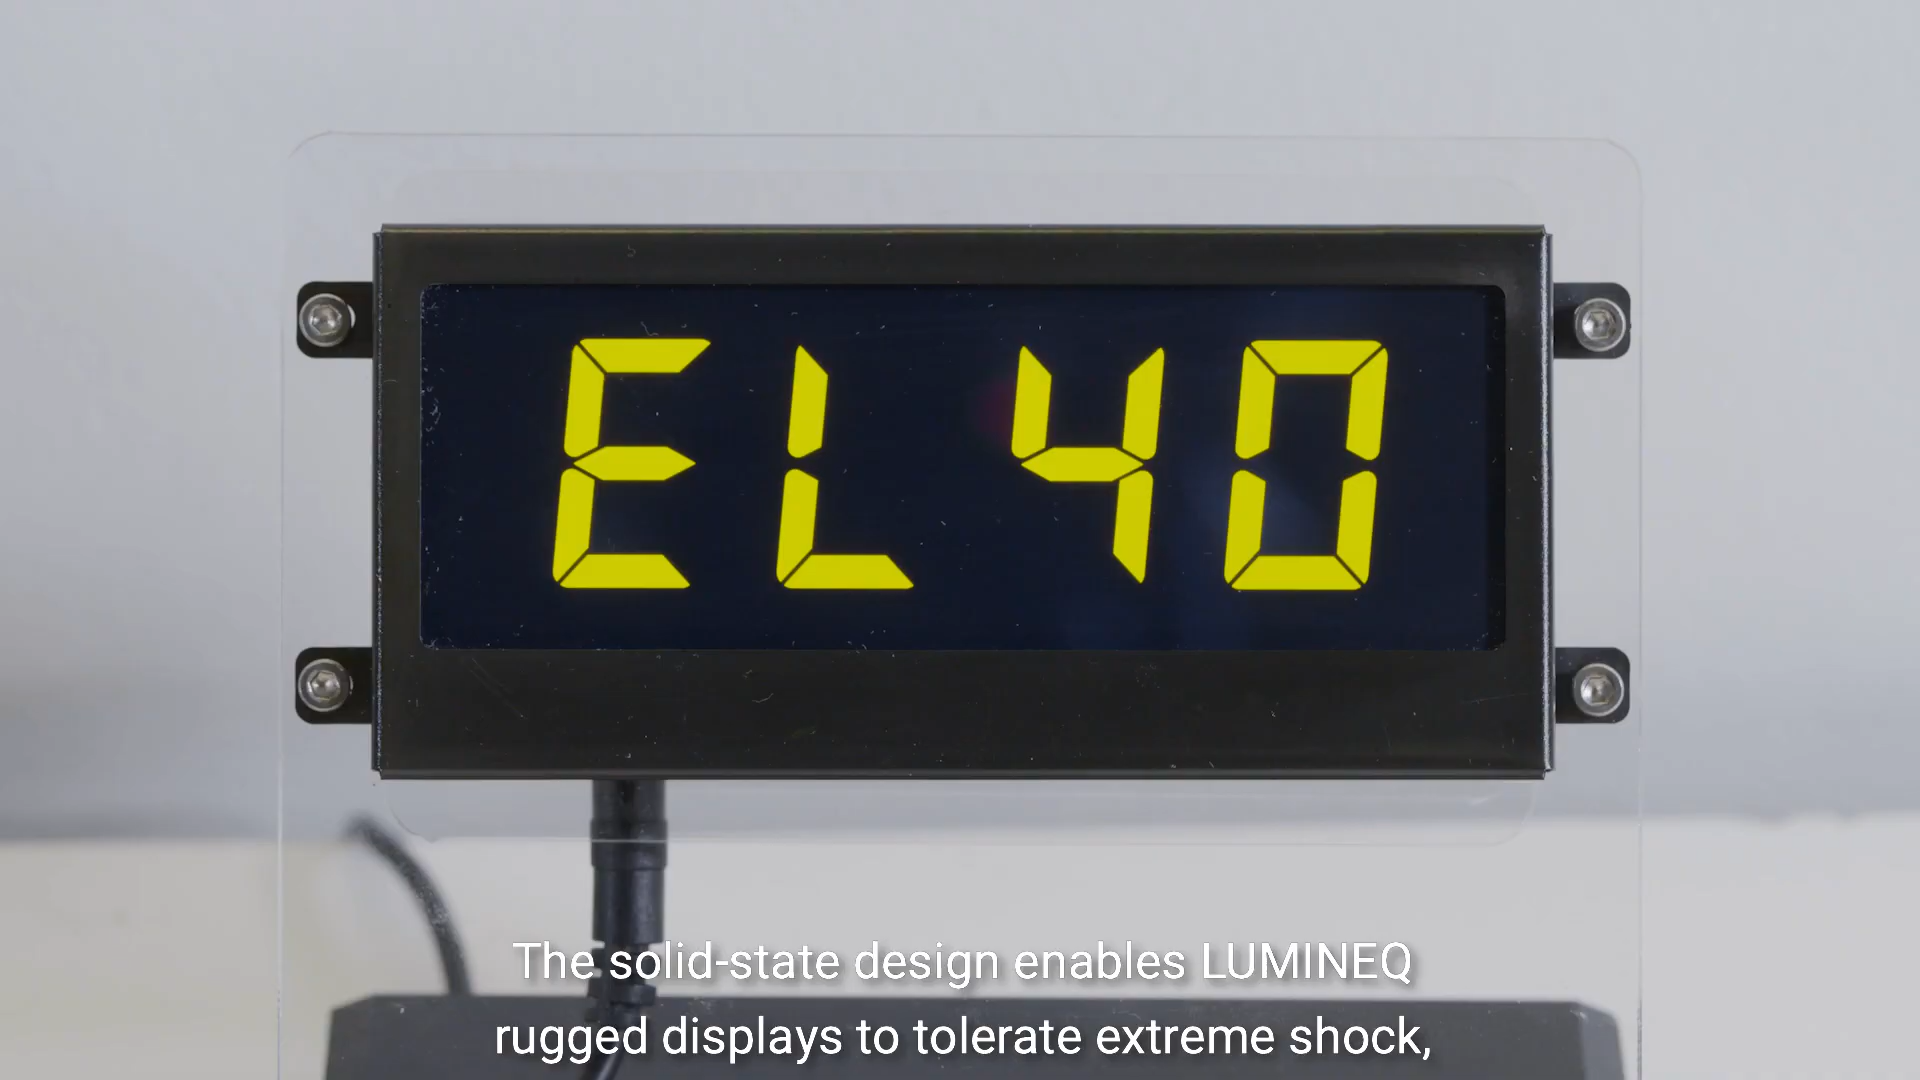 EL40
The solid-state design enables LUMINEQ
rugged displays to tolerate extreme shock,